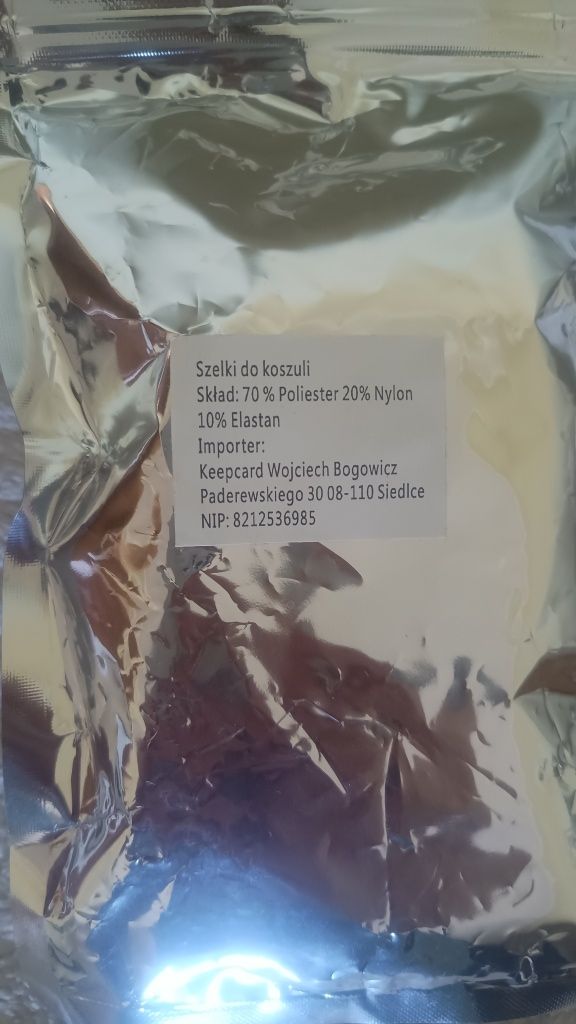 Szelki do koszuli
Skład: 70 % Poliester 20% Nylon
10% Elastan
Importer:
Keepcard Wojciech Bogowicz
Paderewskiego 30 08-110 Siedlce
NIP: 8212536985